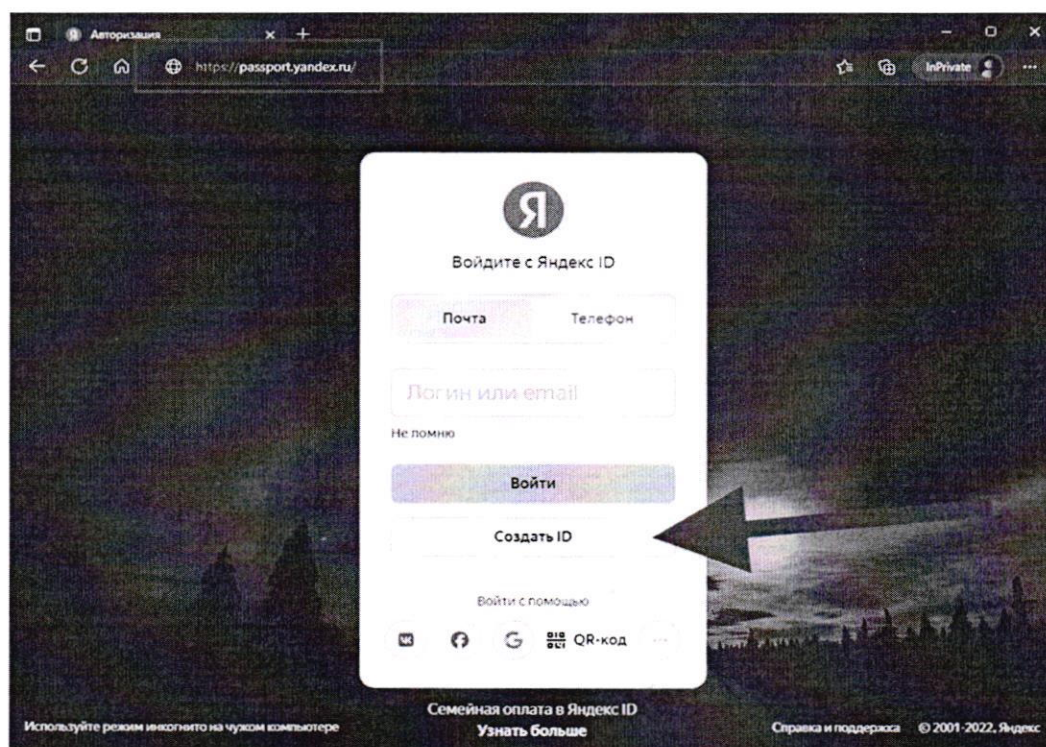 Авторизация
https://passport.yandex.ru/
InPrivate
Я
Войдите с Яндекс ID
Почта Телефон
Логин или email
Не помню
Войти
Создать ID
Войти с помощью
QR-код
Семейная оплата в Яндекс ID
Узнать больше
Используйте режим инкогнито на чужом компьютере
Справка и поддержка © 2001-2022, Яндекс